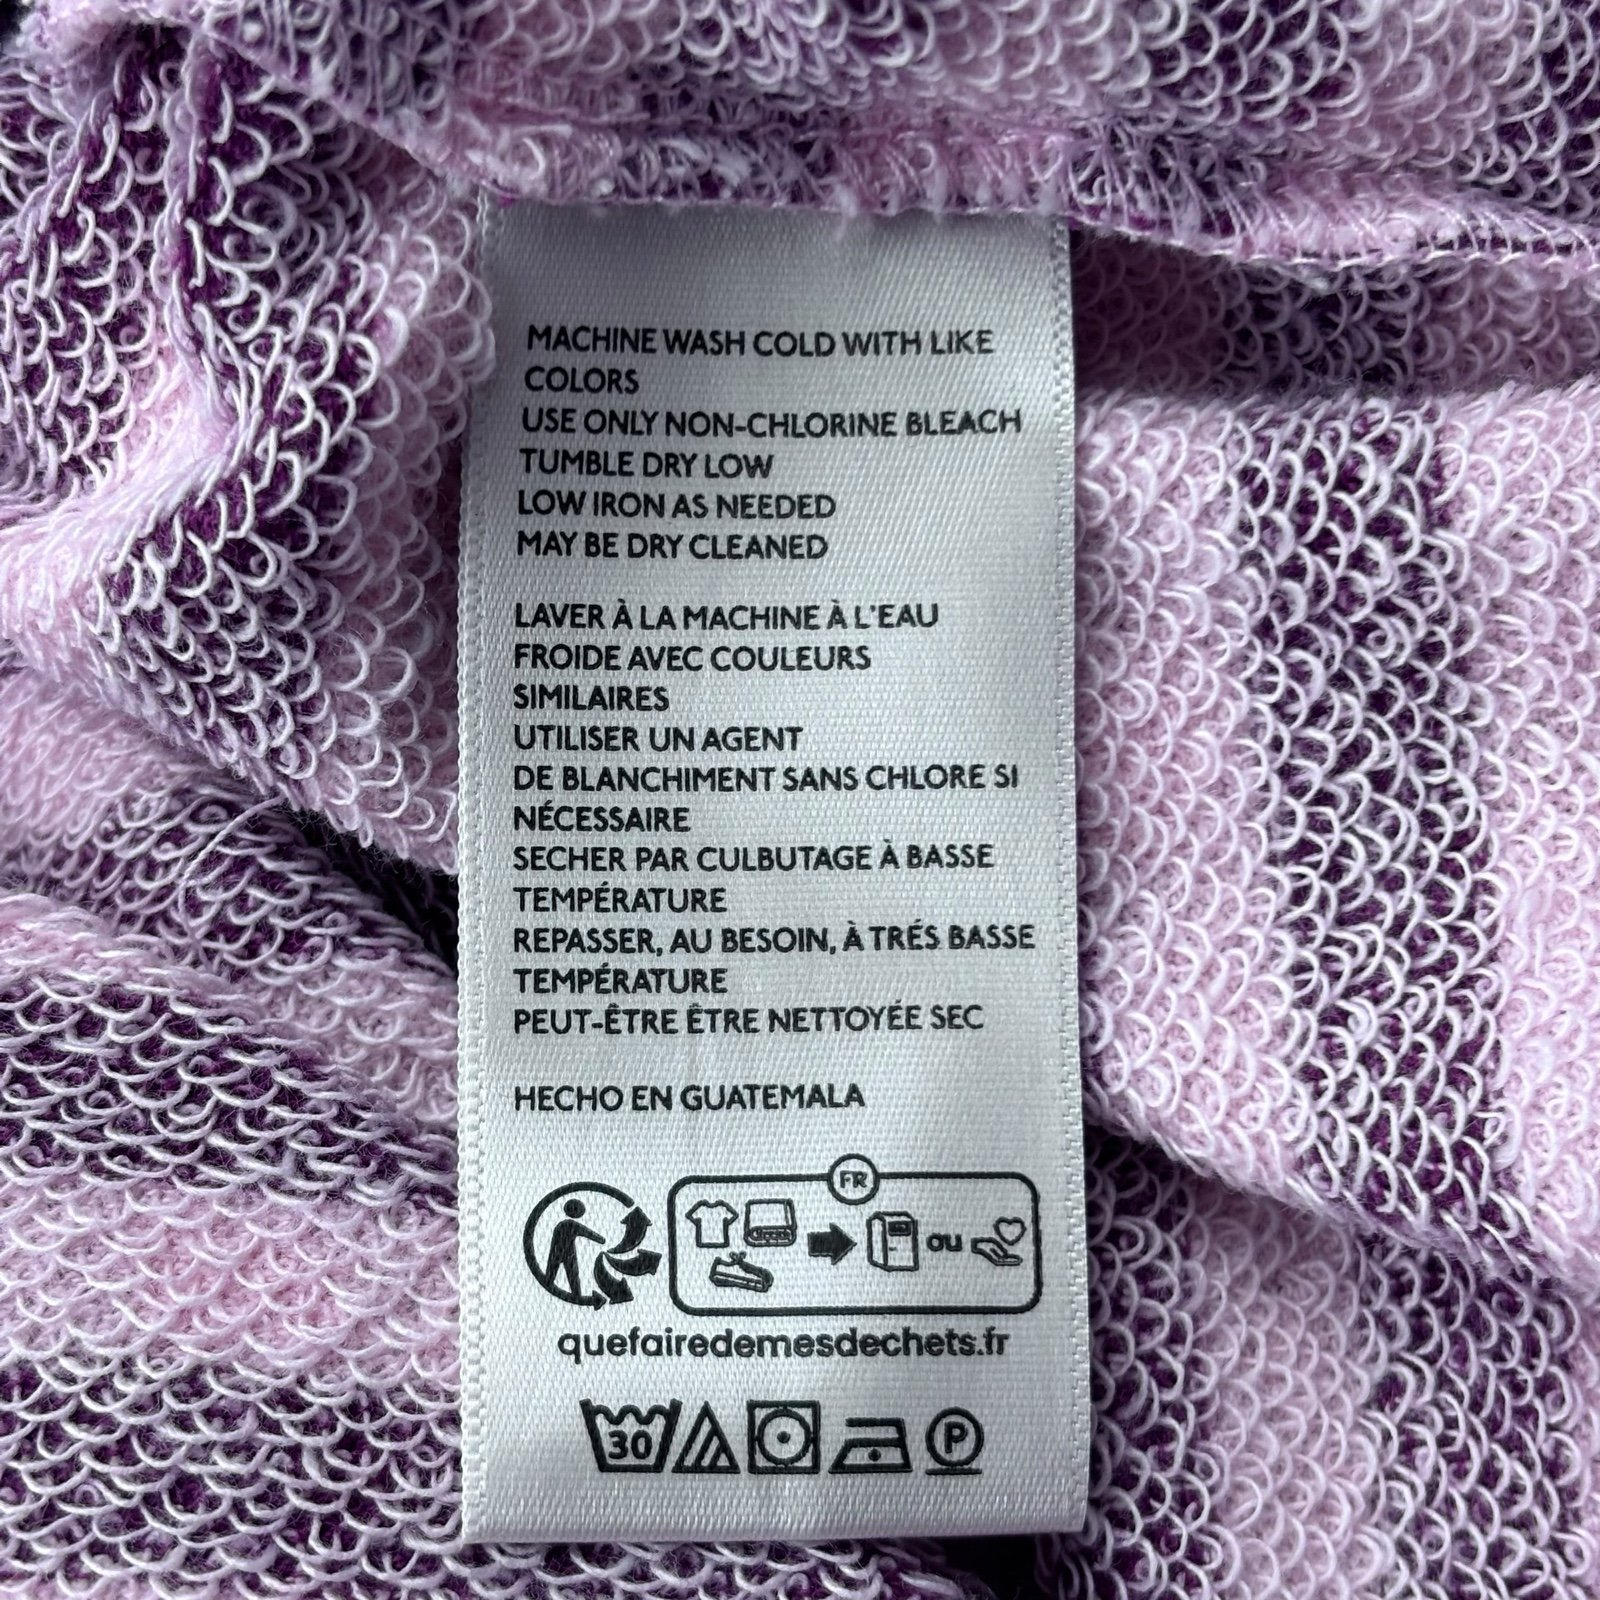 MACHINE WASH COLD WITH LIKE
COLORS
USE ONLY NON-CHLORINE BLEACH
TUMBLE DRY LOW
LOW IRON AS NEEDED
MAY BE DRY CLEANED
LAVER À LA MACHINE À L'EAU
FROIDE AVEC COULEURS
SIMILAIRES
UTILISER UN AGENT
DE BLANCHIMENT SANS CHLORE SI
NÉCESSAIRE
SECHER PAR CULBUTAGE À BASSE
TEMPÉRATURE
REPASSER, AU BESOIN, À TRÉS BASSE
TEMPÉRATURE
PEUT-ÊTRE ÊTRE NETTOYÉE SEC
HECHO EN GUATEMALA
FR
ou
quefairedemesdechets.fr
30 P